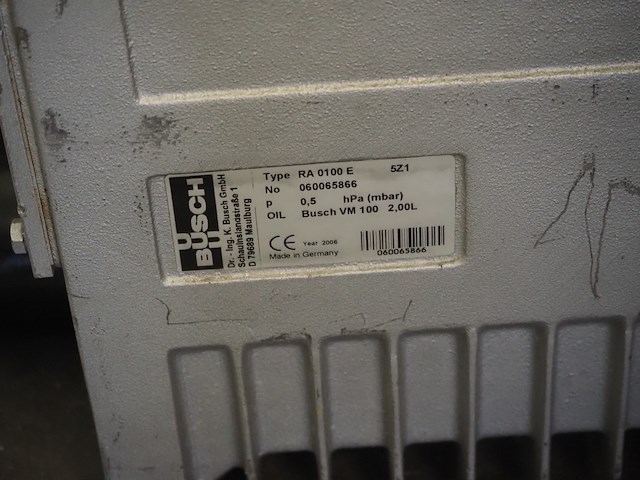 BUSCH
Dr. - Ing. K. Busch GmbH
Schauinslandstraße 1
D 79689 Maulburg
Type RA 0100 E 5Z1
No 060065866
p 0,5 hPa (mbar)
OIL Busch VM 100 2,00L
CE Year 2006
Made in Germany
060065866